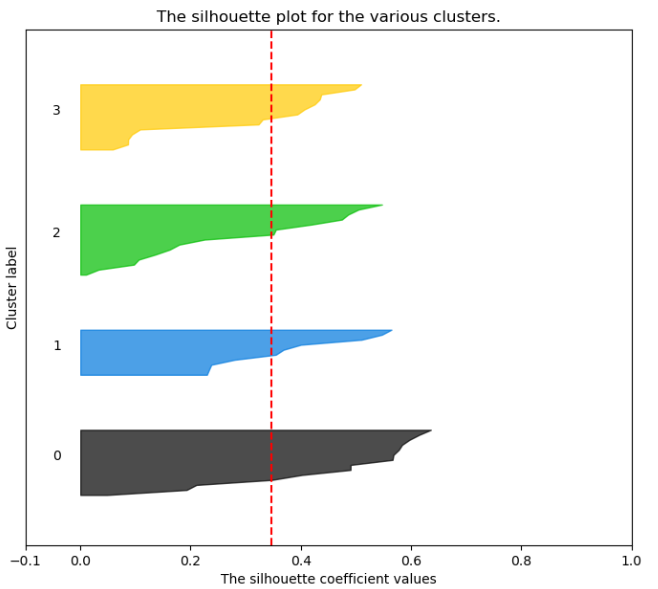 The silhouette plot for the various clusters.
3
2
1
0
Cluster label
−0.1 0.0 0.2 0.4 0.6 0.8 1.0
The silhouette coefficient values